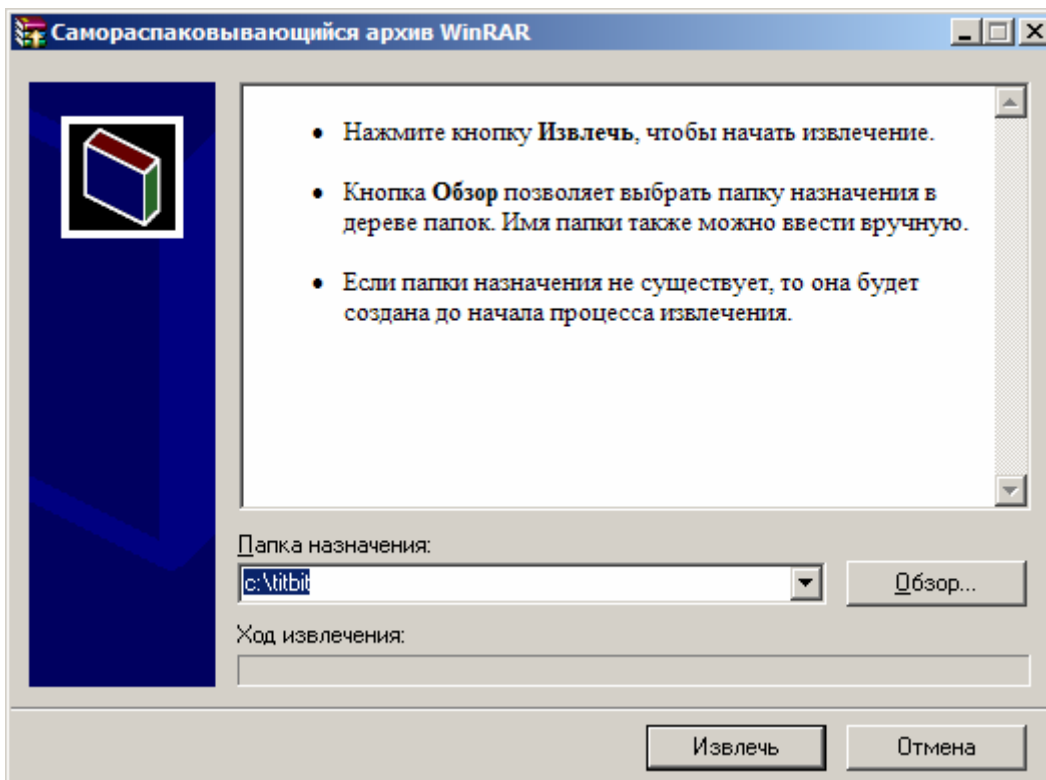 Самораспаковывающийся архив WinRAR
• Нажмите кнопку Извлечь, чтобы начать извлечение.
• Кнопка Обзор позволяет выбрать папку назначения в
дереве папок. Имя папки также можно ввести вручную.
• Если папки назначения не существует, то она будет
создана до начала процесса извлечения.
Папка назначения:
c:\titbit
Обзор...
Ход извлечения:
Извлечь
Отмена